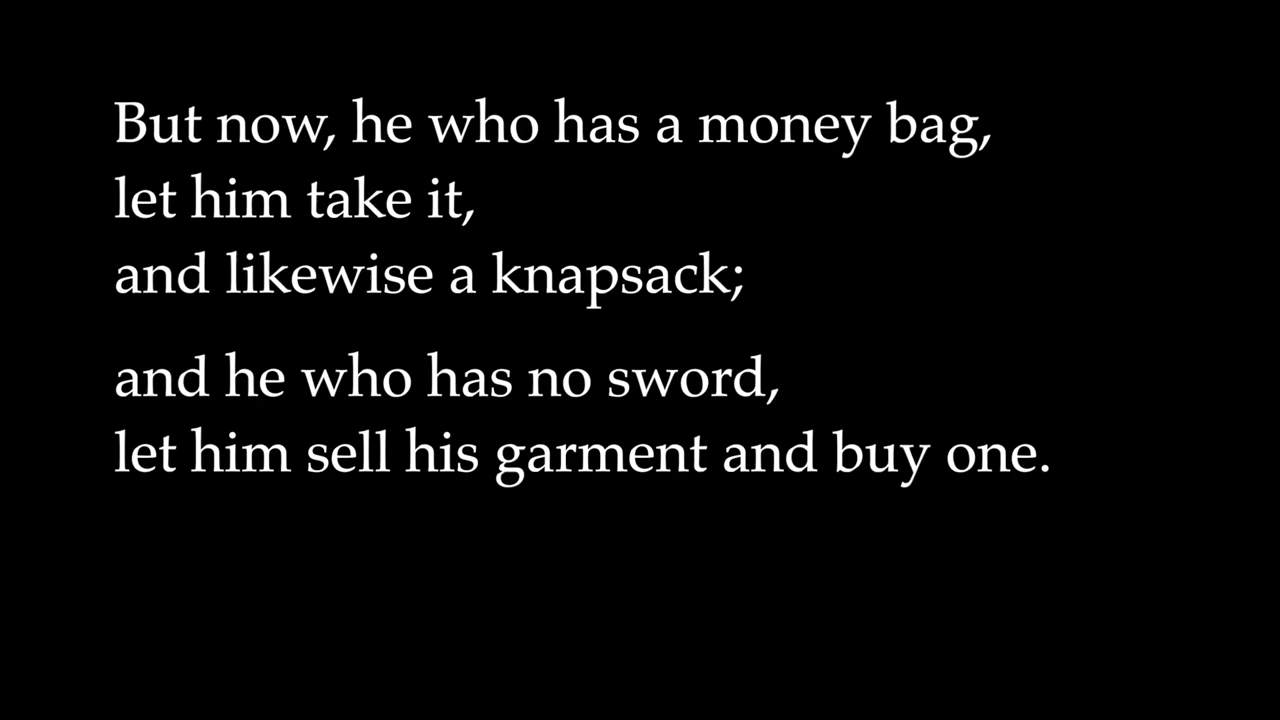 But now, he who has a money bag,
let him take it,
and likewise a knapsack;
and he who has no sword,
let him sell his garment and buy one.